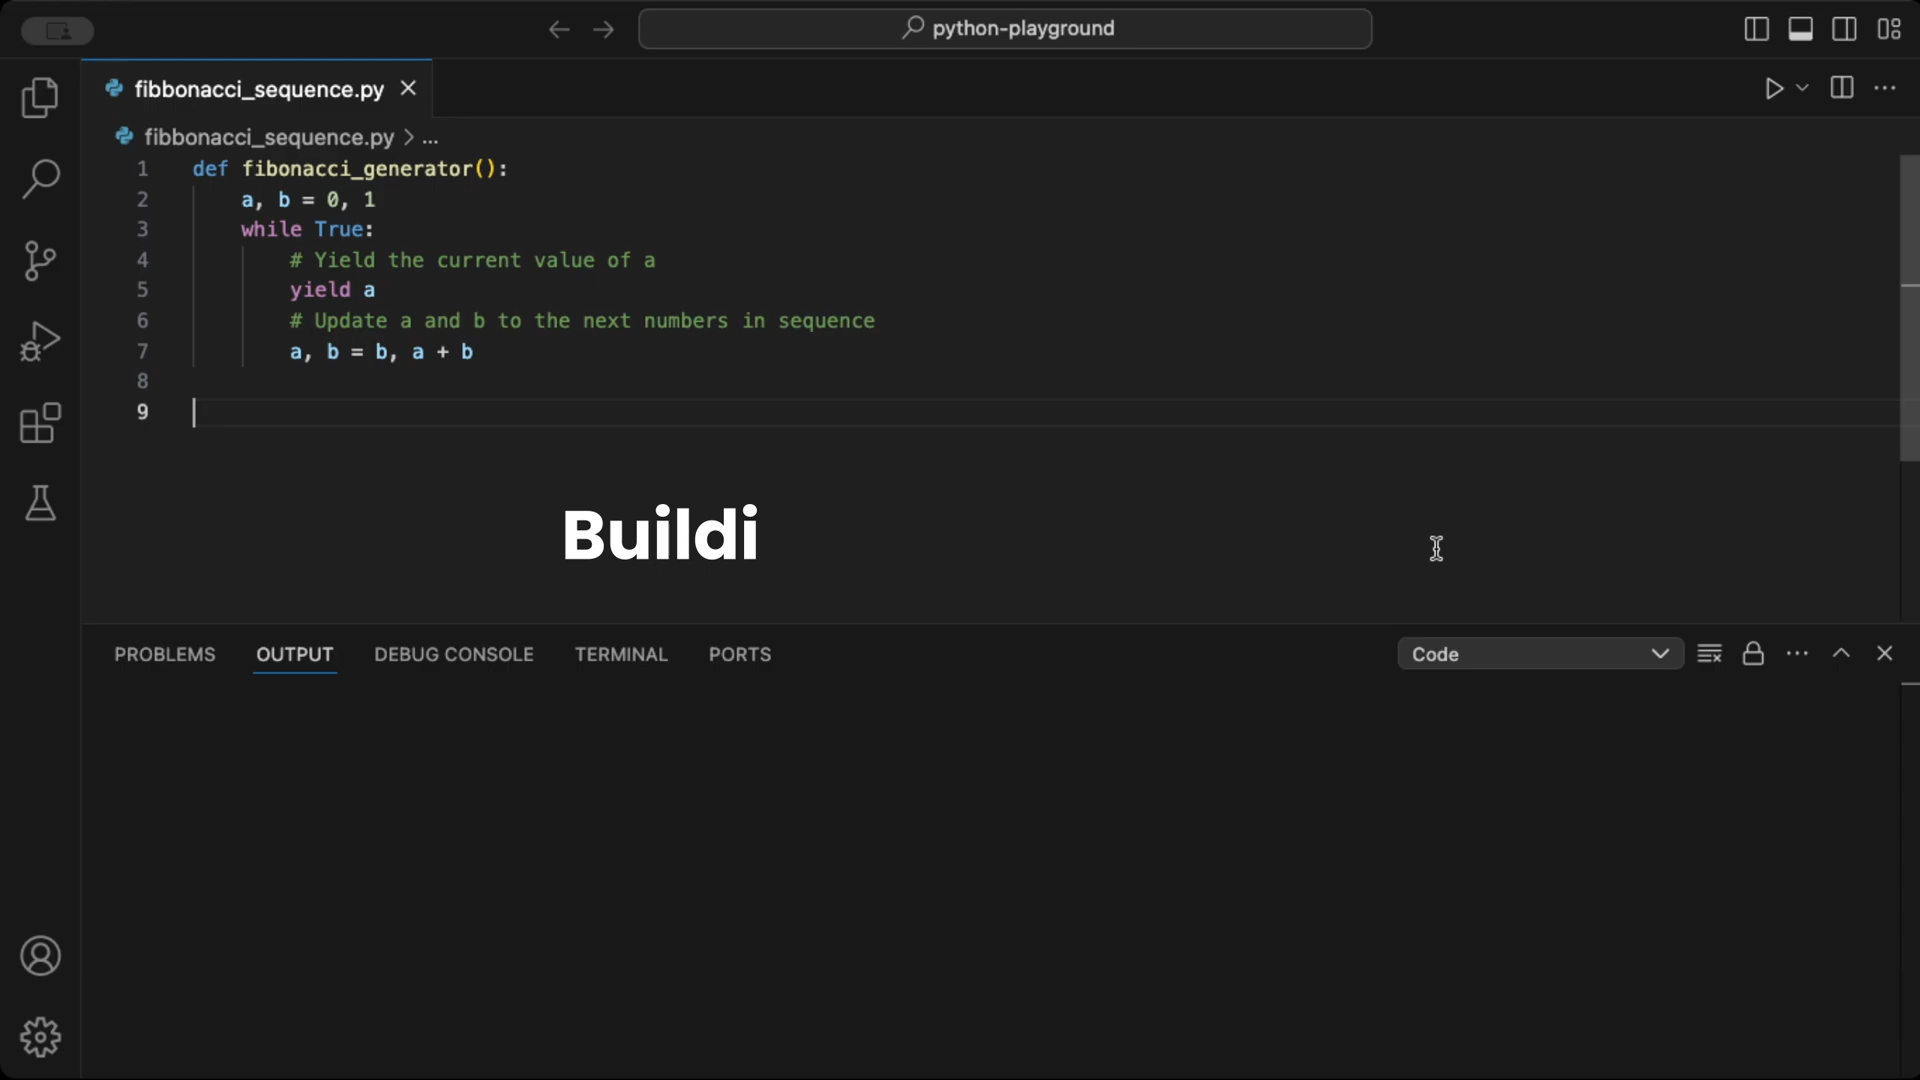 python-playground
fibbonacci_sequence.py
fibbonacci_sequence.py > ...
1 def fibonacci_generator():
2     a, b = 0, 1
3     while True:
4         # Yield the current value of a
5         yield a
6         # Update a and b to the next numbers in sequence
7         a, b = b, a + b
8
9
Buildi
PROBLEMS OUTPUT DEBUG CONSOLE TERMINAL PORTS Code